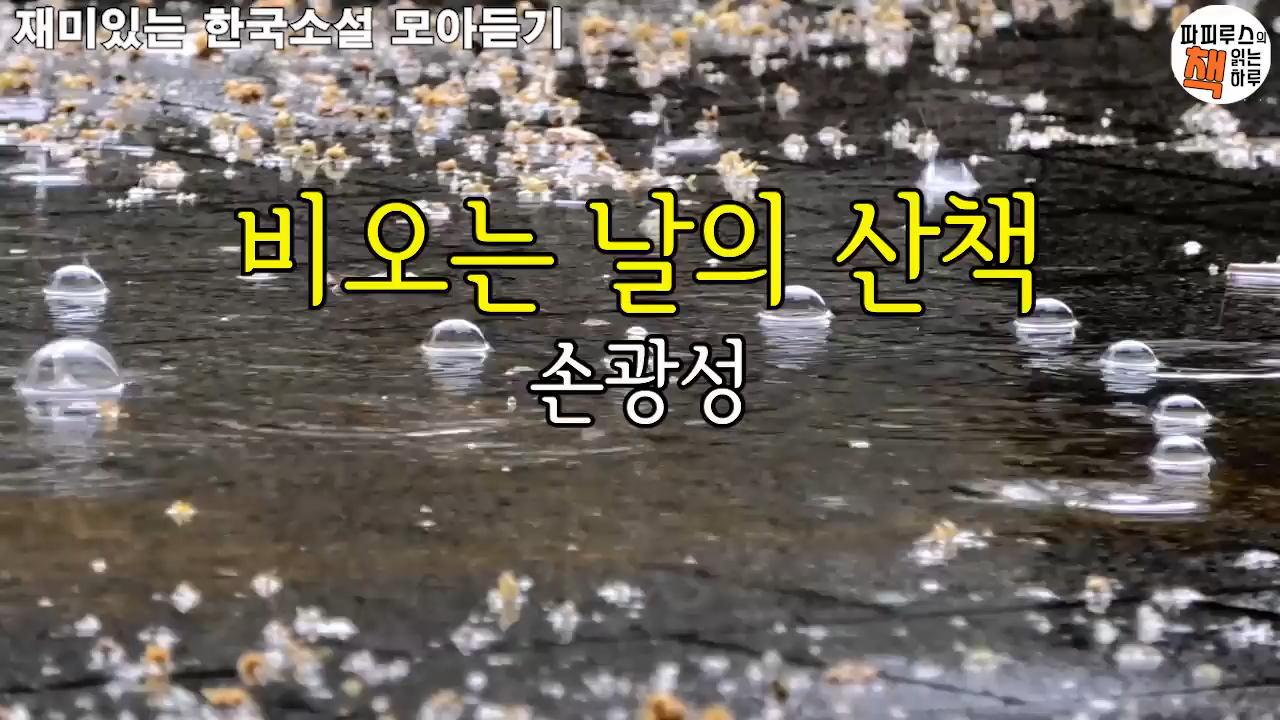 재미있는 한국소설 모아듣기
파피루스의
책 읽는
하루
비오는 날의 산책
손광성